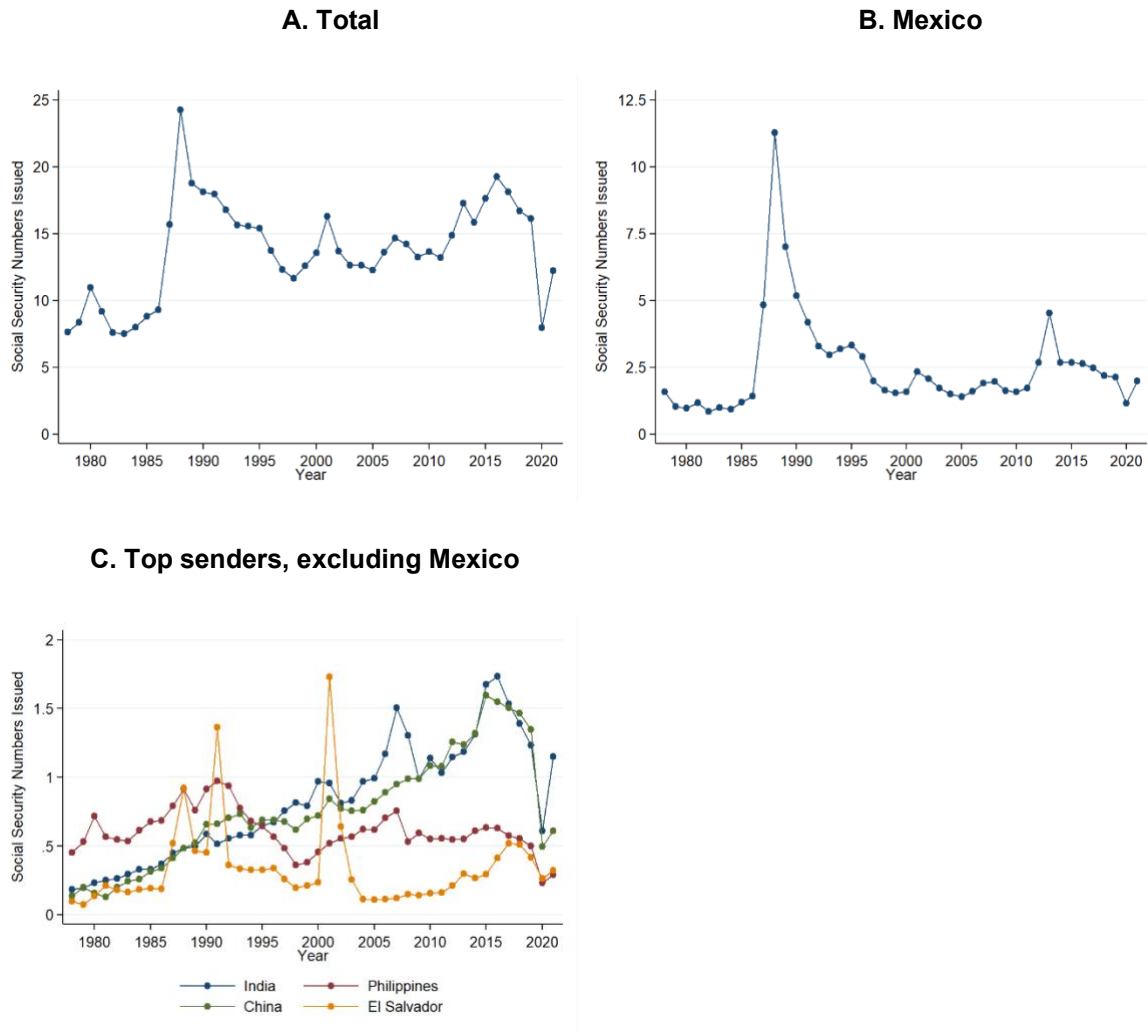 A. Total
Social Security Numbers Issued
25
20
15
10
5
0
1980 1985 1990 1995 2000 2005 2010 2015 2020
Year
B. Mexico
Social Security Numbers Issued
12.5
10
7.5
5
2.5
0
1980 1985 1990 1995 2000 2005 2010 2015 2020
Year
C. Top senders, excluding Mexico
Social Security Numbers Issued
2
1.5
1
.5
0
1980 1985 1990 1995 2000 2005 2010 2015 2020
Year
India Philippines
China El Salvador